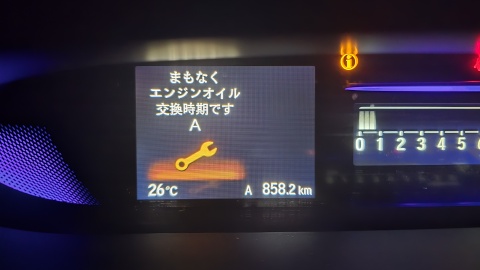 まもなく
エンジンオイル
交換時期です
A
26℃ A 858.2 km
0 1 2 3 4 5